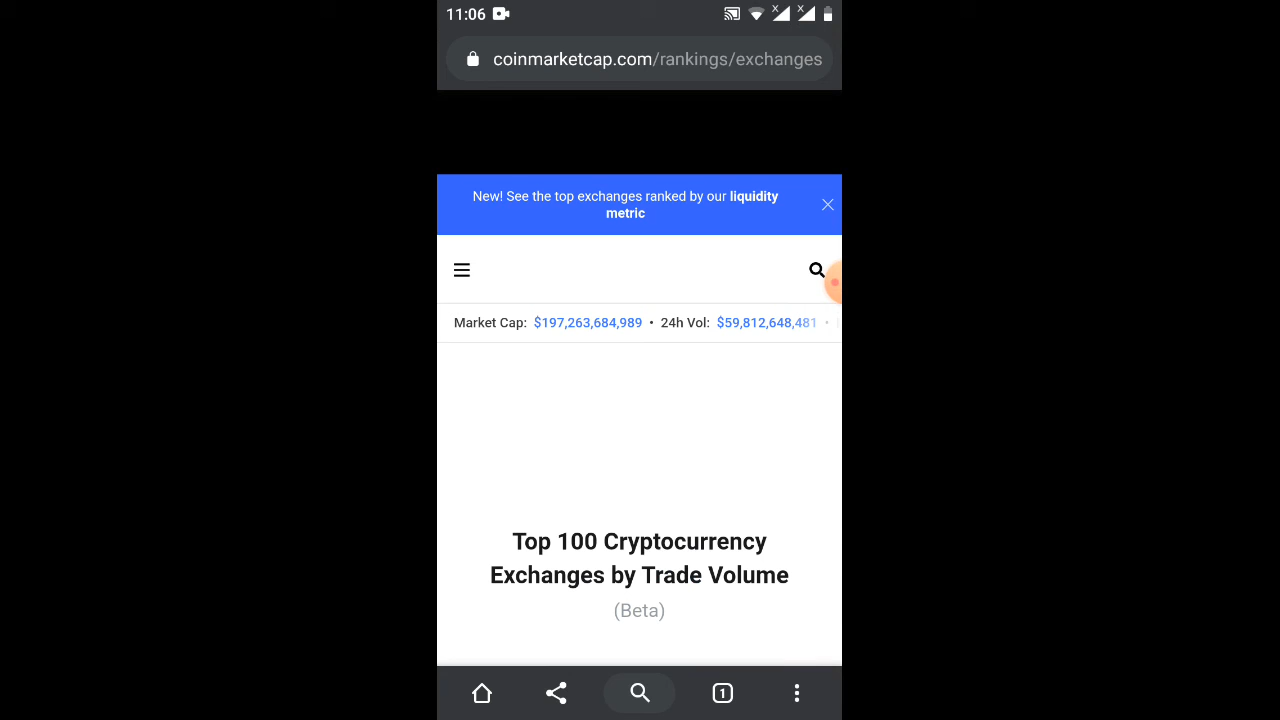 11:06
coinmarketcap.com/rankings/exchanges
New! See the top exchanges ranked by our liquidity
metric
Market Cap: $197,263,684,989 • 24h Vol: $59,812,648,481 •
Top 100 Cryptocurrency
Exchanges by Trade Volume
(Beta)
1